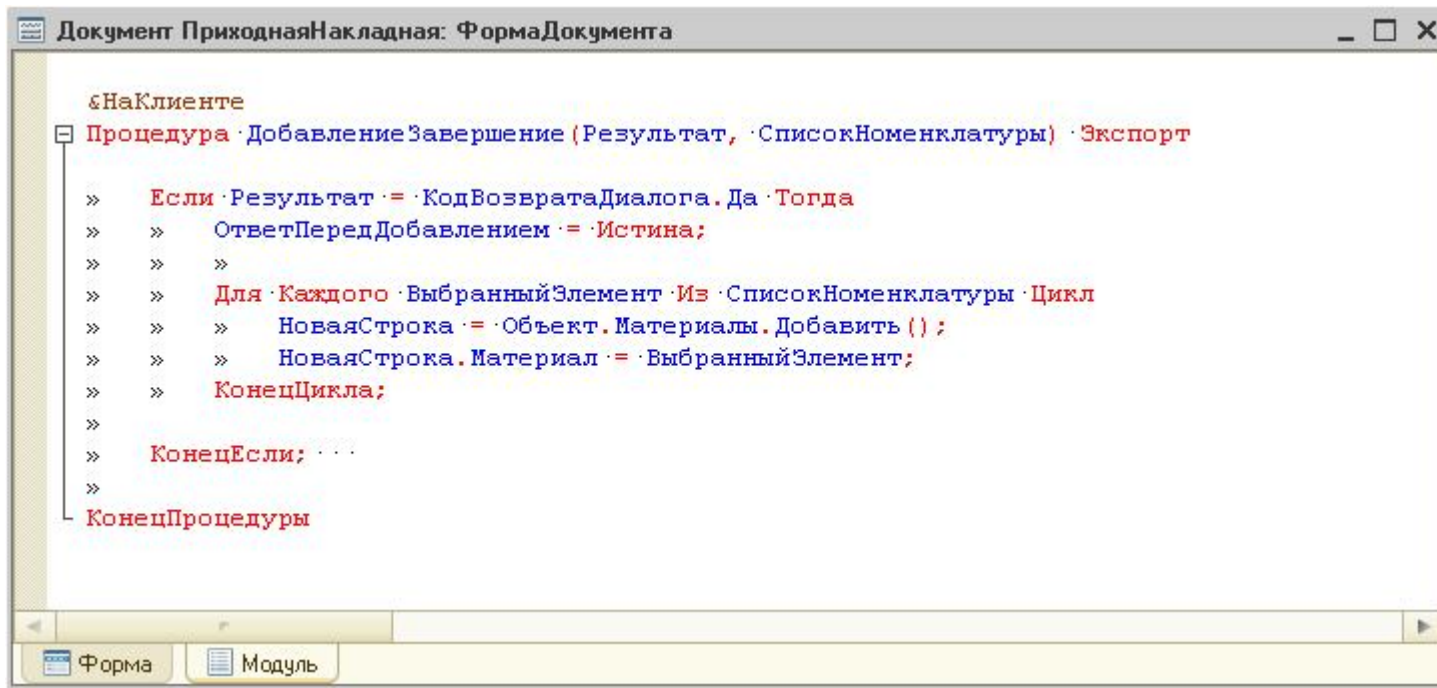 Документ ПриходнаяНакладная: ФормаДокумента
&НаКлиенте
Процедура ДобавлениеЗавершение(Результат, СписокНоменклатуры) Экспорт
Если Результат = КодВозвратаДиалога.Да Тогда
ОтветПередДобавлением = Истина;
Для Каждого ВыбранныйЭлемент Из СписокНоменклатуры Цикл
НоваяСтрока = Объект.Материалы.Добавить();
НоваяСтрока.Материал = ВыбранныйЭлемент;
КонецЦикла;
КонецЕсли;
КонецПроцедуры
Форма Модуль